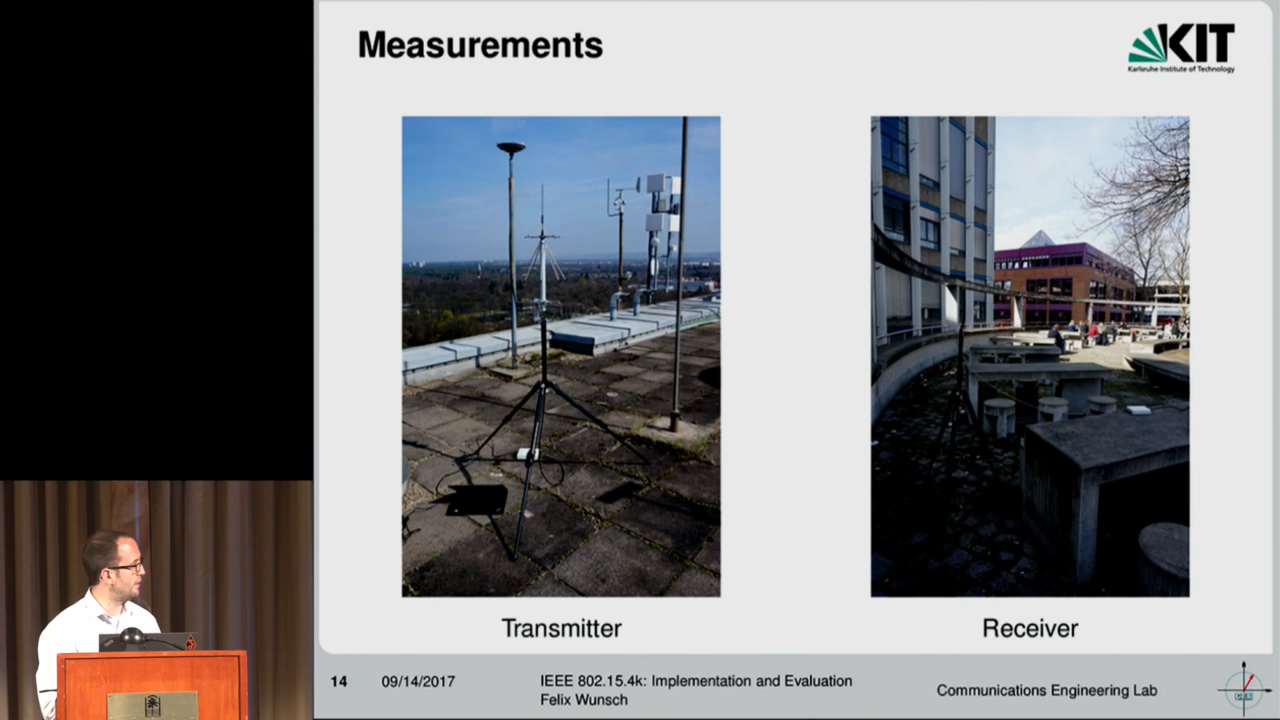 Measurements
KIT
Karlsruhe Institute of Technology
Transmitter
Receiver
14
09/14/2017
IEEE 802.15.4k: Implementation and Evaluation
Felix Wunsch
Communications Engineering Lab